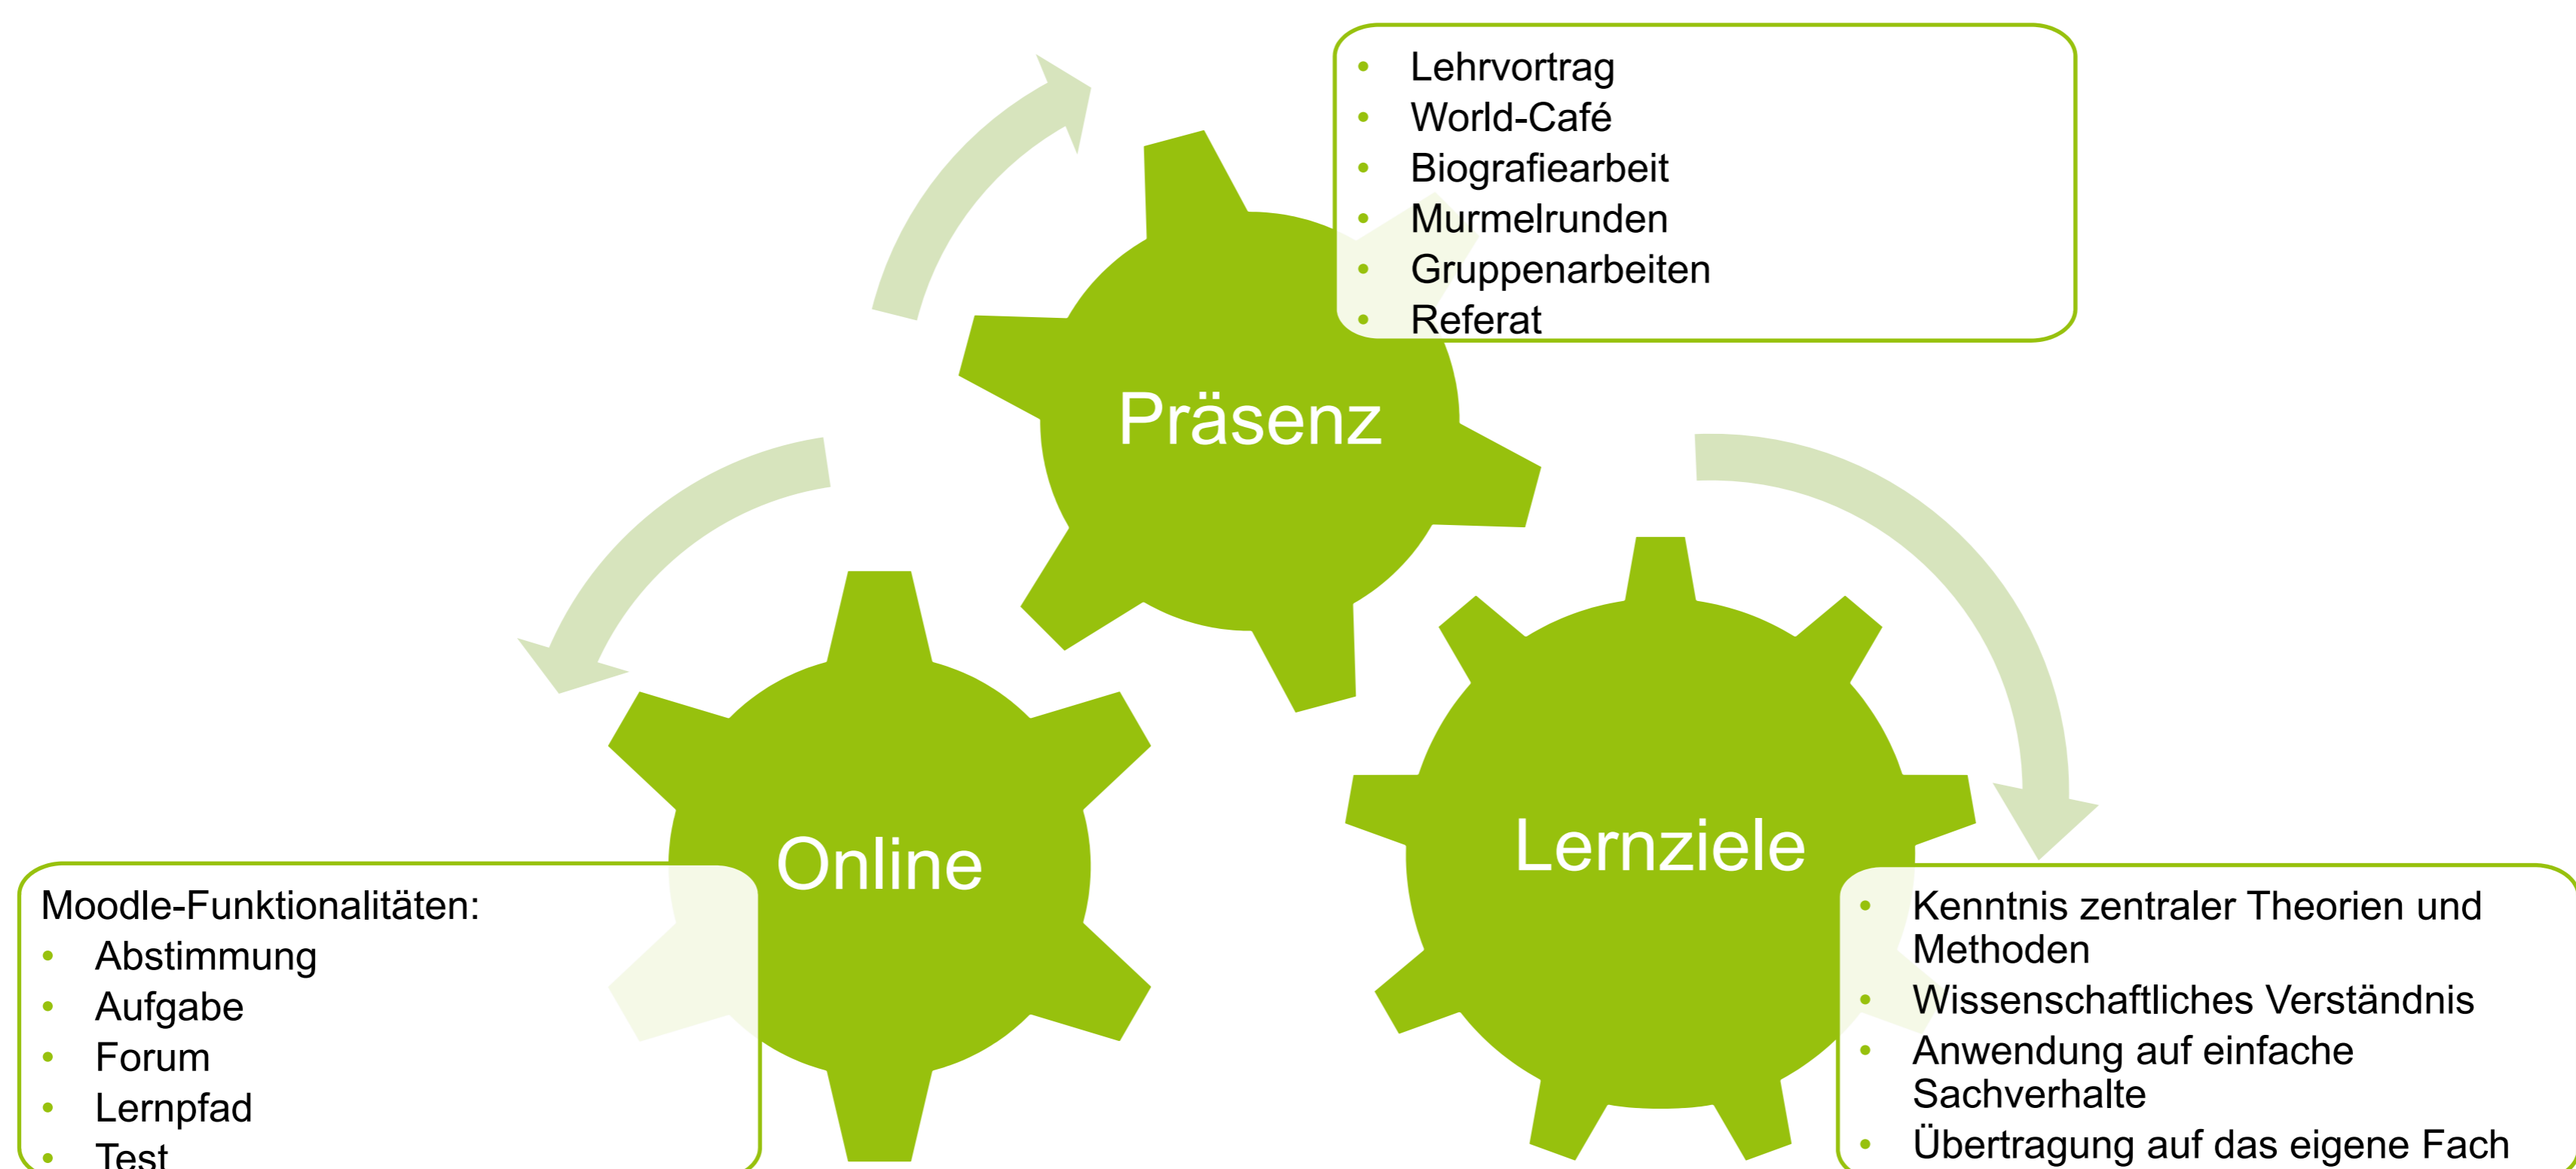 • Lehrvortrag
• World-Café
• Biografiearbeit
• Murmelrunden
• Gruppenarbeiten
• Referat
Präsenz
Online
Lernziele
Moodle-Funktionalitäten:
• Abstimmung
• Aufgabe
• Forum
• Lernpfad
• Test
• Kenntnis zentraler Theorien und
Methoden
• Wissenschaftliches Verständnis
• Anwendung auf einfache
Sachverhalte
• Übertragung auf das eigene Fach